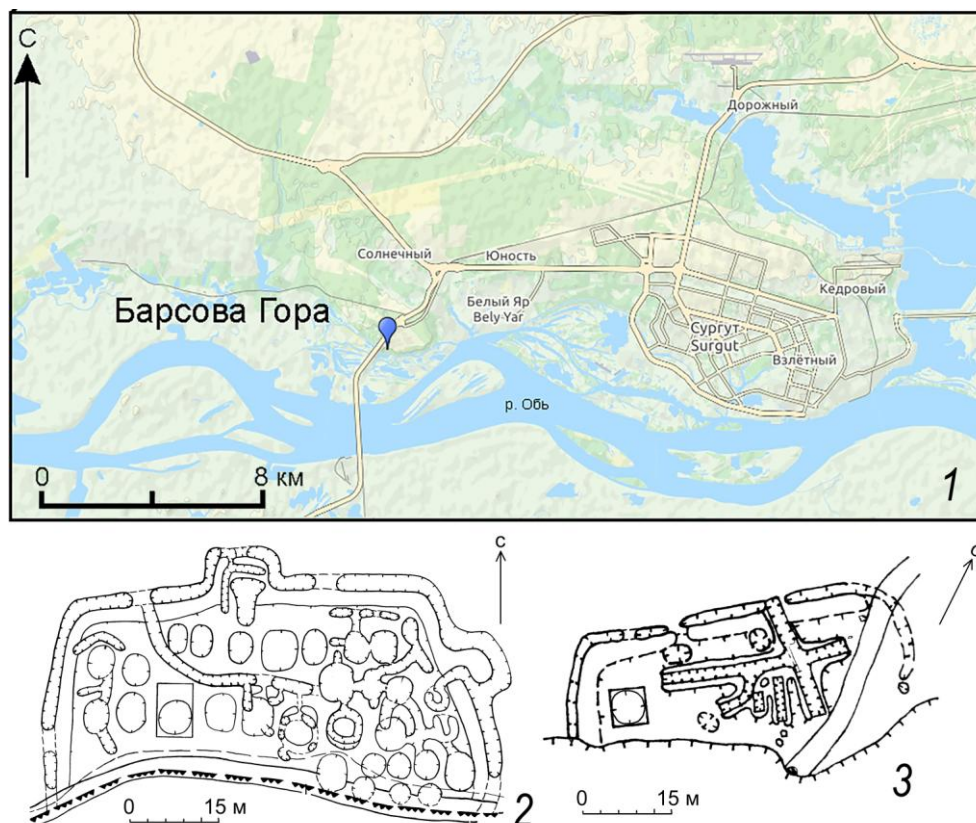 С
Дорожный
Солнечный
Юность
Барсова Гора
Белый Яр
Bely Yar
Кедровый
Сургут
Surgut
Взлётный
р. Обь
0 8 км
1
С
0 15 м
2
С
0 15 м
3